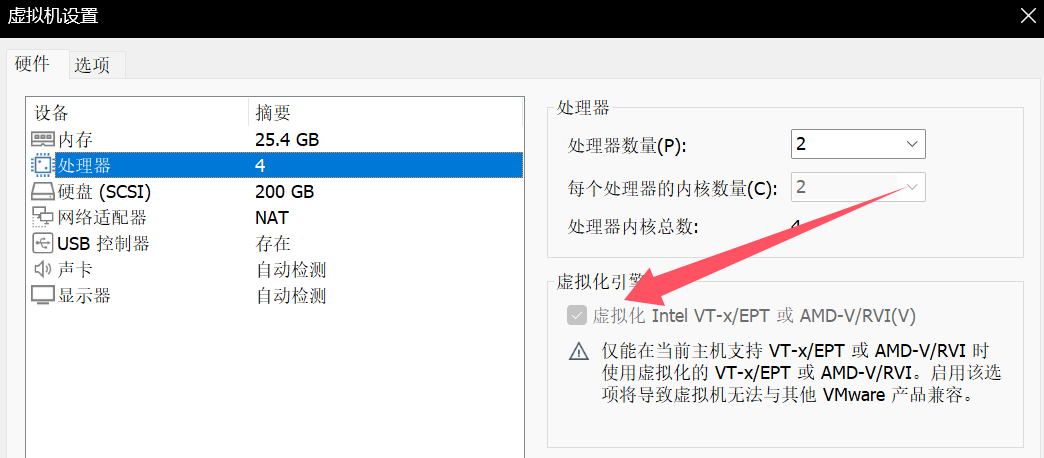 虚拟机设置
硬件 选项
设备 摘要
内存 25.4 GB
处理器 4
硬盘 (SCSI) 200 GB
网络适配器 NAT
USB 控制器 存在
声卡 自动检测
显示器 自动检测
处理器
处理器数量(P): 2
每个处理器的内核数量(C): 2
处理器内核总数: 4
虚拟化引擎
虚拟化 Intel VT-x/EPT 或 AMD-V/RVI(V)
仅能在当前主机支持 VT-x/EPT 或 AMD-V/RVI 时
使用虚拟化的 VT-x/EPT 或 AMD-V/RVI。启用该选
项将导致虚拟机无法与其他 VMware 产品兼容。